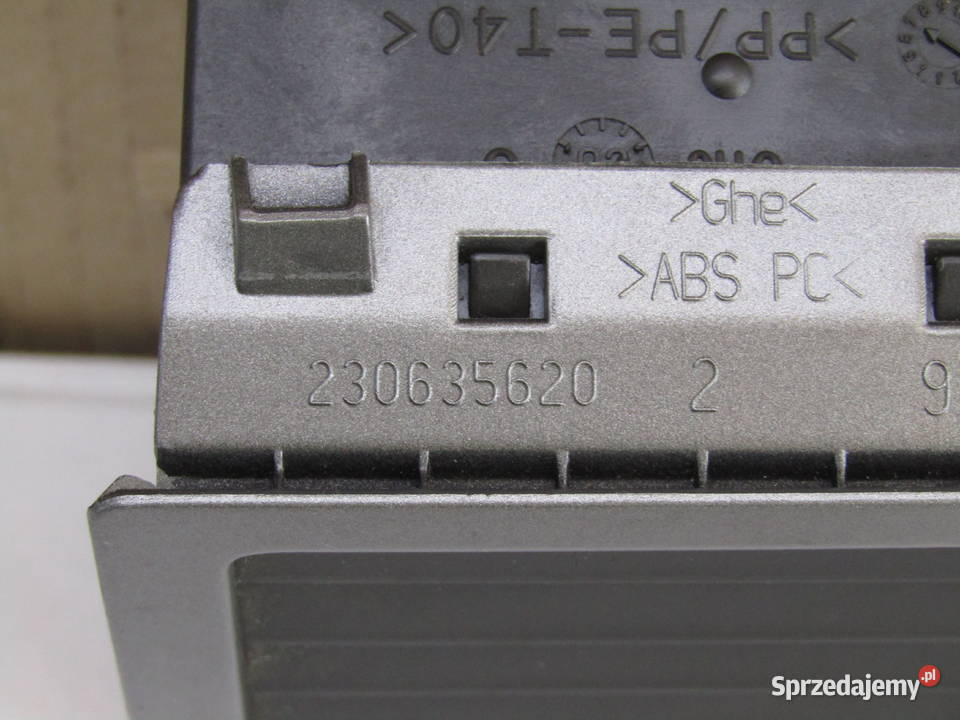 >PP/PE-T40<
>Ghe<
>ABS PC<
230635620 2 9
Sprzedajemy.pl